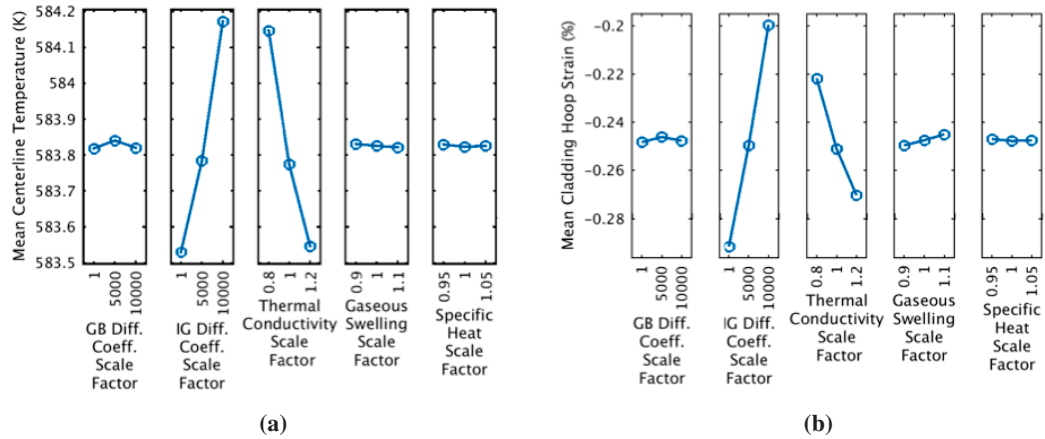 Mean Centerline Temperature (K)
584.2
584.1
584
583.9
583.8
583.7
583.6
583.5
1
5000
10000
GB Diff.
Coeff.
Scale
Factor
1
5000
10000
IG Diff.
Coeff.
Scale
Factor
0.8
1
1.2
Thermal
Conductivity
Scale
Factor
0.9
1
1.1
Gaseous
Swelling
Scale
Factor
0.95
1
1.05
Specific
Heat
Scale
Factor
(a)
Mean Cladding Hoop Strain (%)
-0.2
-0.22
-0.24
-0.26
-0.28
1
5000
10000
GB Diff.
Coeff.
Scale
Factor
1
5000
10000
IG Diff.
Coeff.
Scale
Factor
0.8
1
1.2
Thermal
Conductivity
Scale
Factor
0.9
1
1.1
Gaseous
Swelling
Scale
Factor
0.95
1
1.05
Specific
Heat
Scale
Factor
(b)